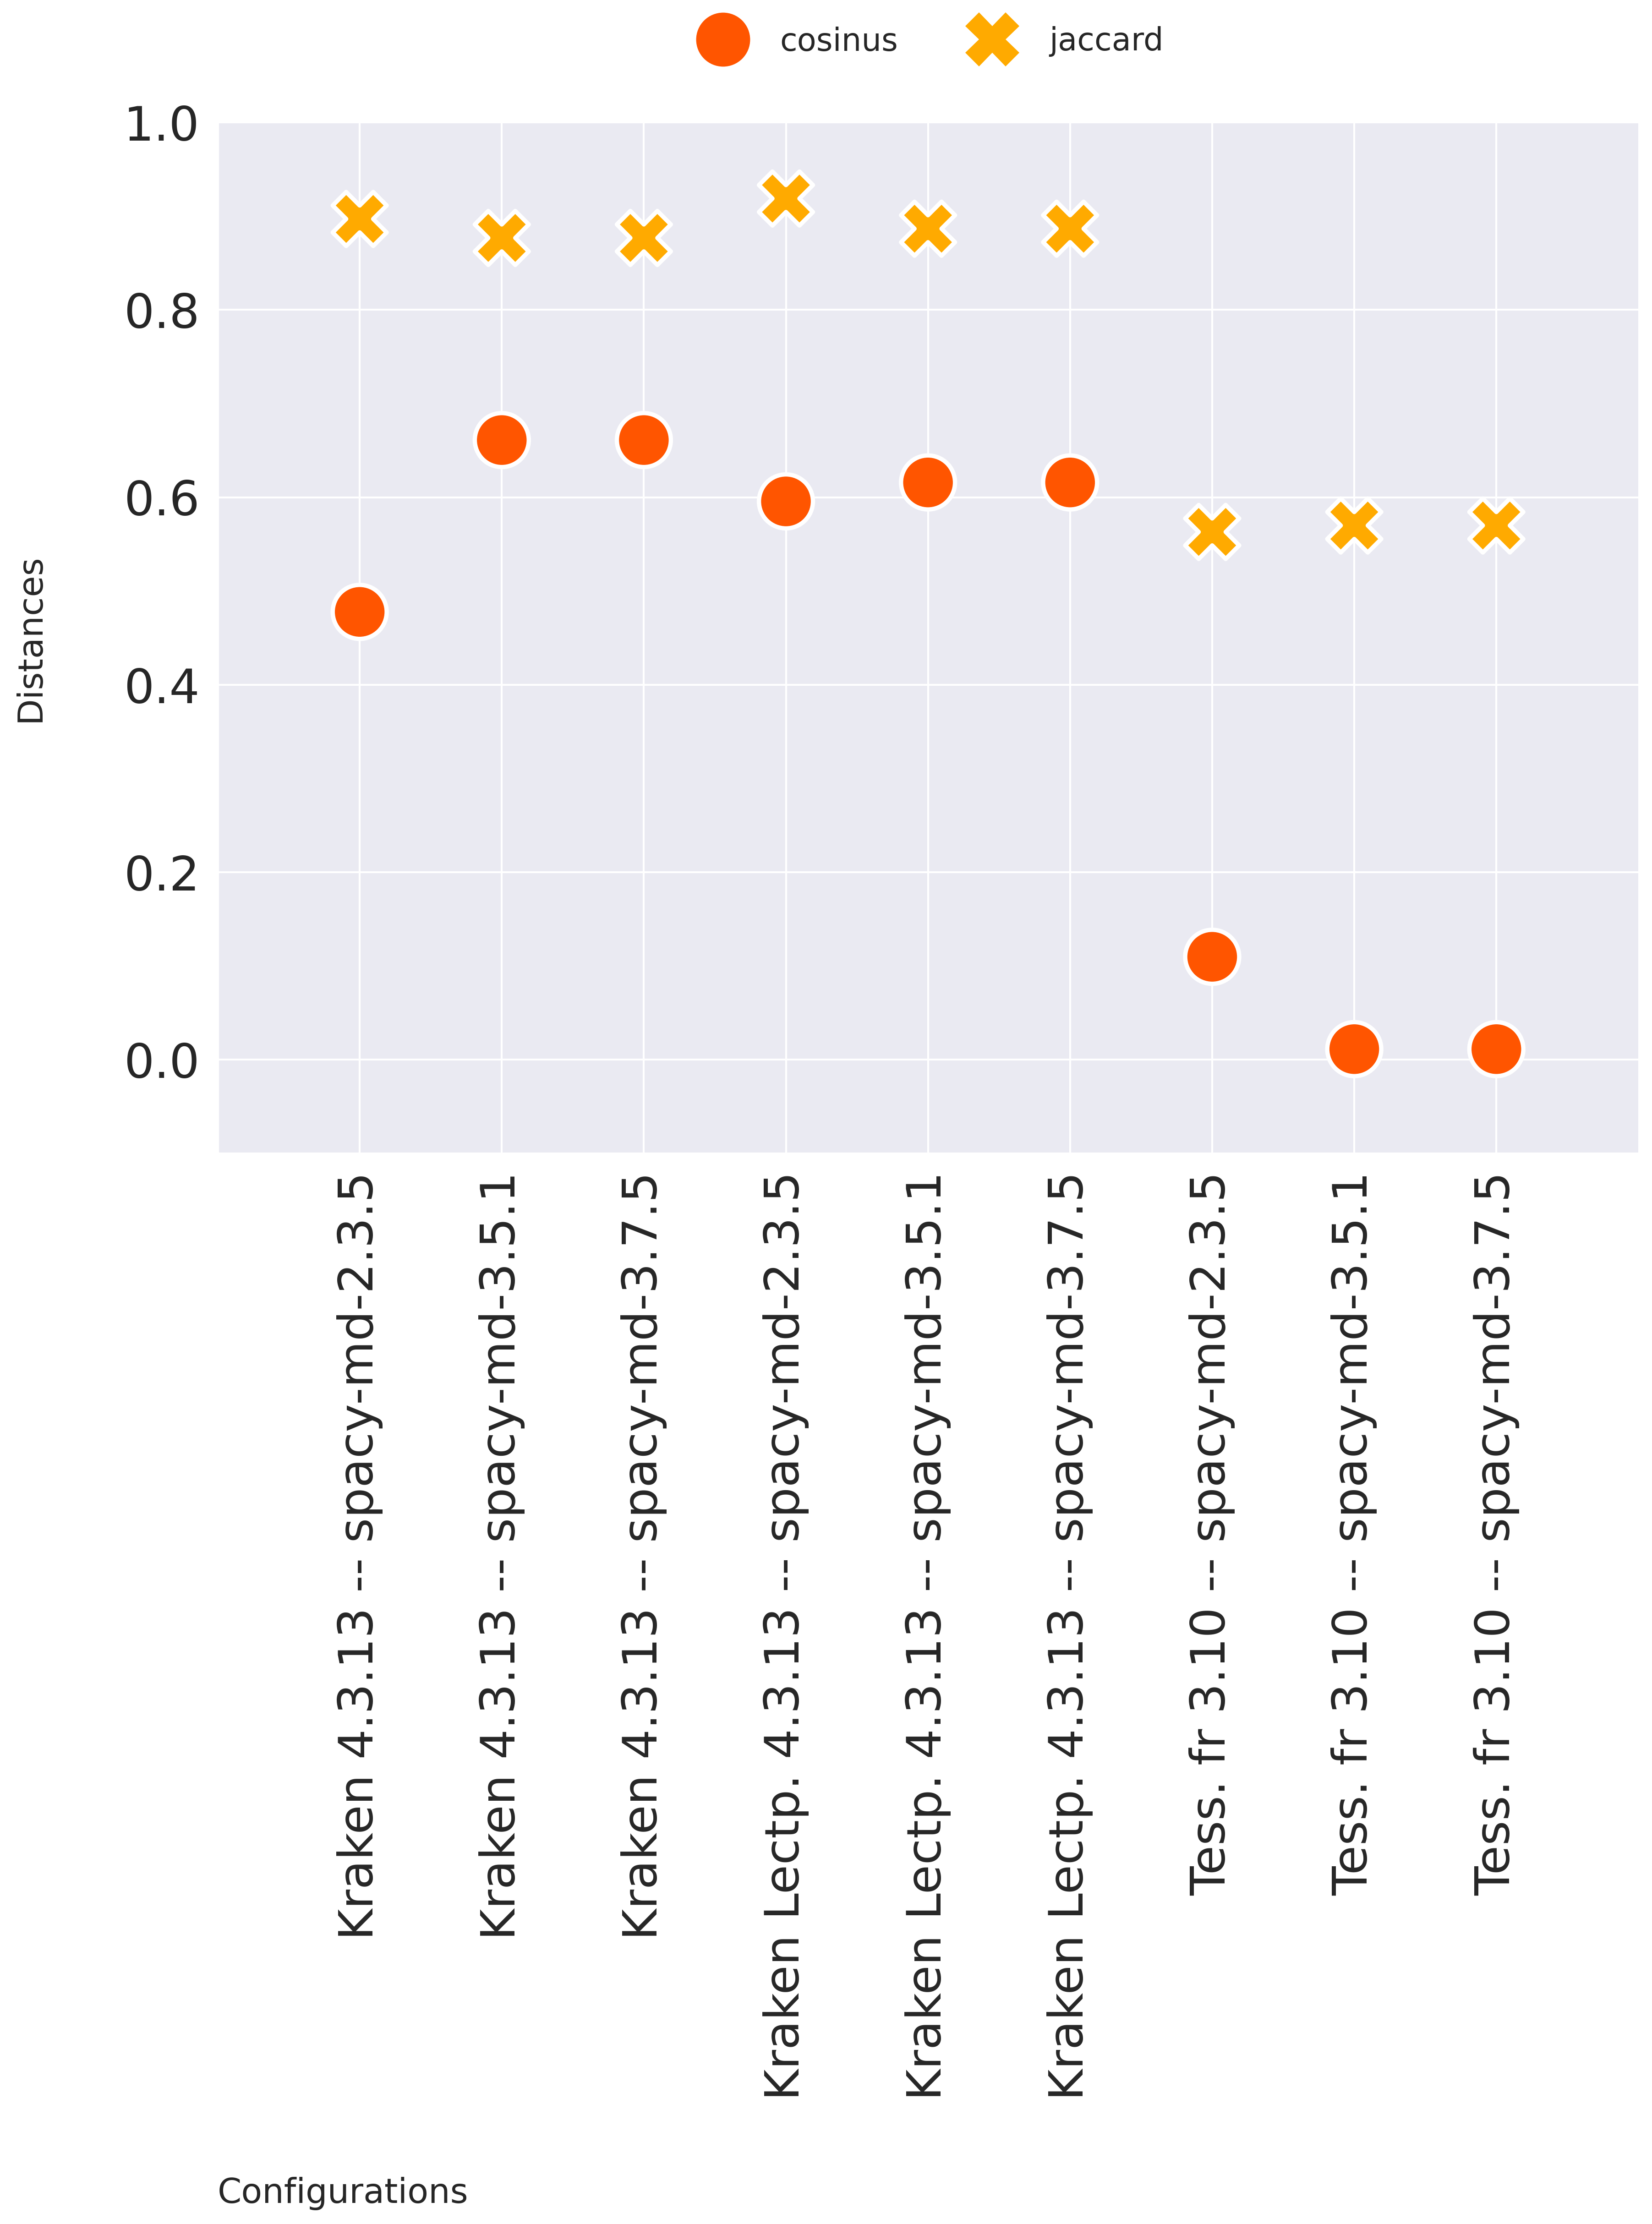 cosinus
jaccard
1.0
0.8
0.6
0.4
0.2
0.0
Distances
Kraken 4.3.13 -- spacy-md-2.3.5
Kraken 4.3.13 -- spacy-md-3.5.1
Kraken 4.3.13 -- spacy-md-3.7.5
Kraken Lectp. 4.3.13 -- spacy-md-2.3.5
Kraken Lectp. 4.3.13 -- spacy-md-3.5.1
Kraken Lectp. 4.3.13 -- spacy-md-3.7.5
Tess. fr 3.10 -- spacy-md-2.3.5
Tess. fr 3.10 -- spacy-md-3.5.1
Tess. fr 3.10 -- spacy-md-3.7.5
Configurations